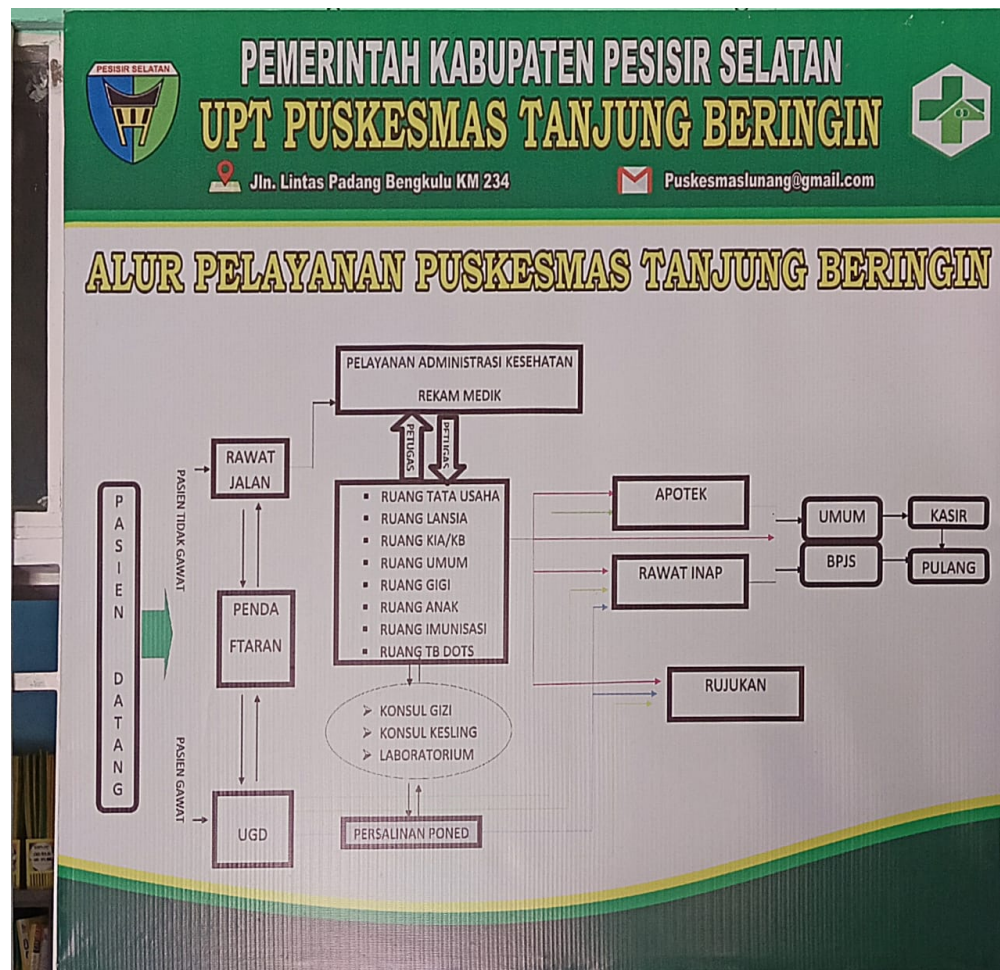 PESISIR SELATAN
PEMERINTAH KABUPATEN PESISIR SELATAN
UPT PUSKESMAS TANJUNG BERINGIN
Jln. Lintas Padang Bengkulu KM 234
Puskesmaslunang@gmail.com
ALUR PELAYANAN PUSKESMAS TANJUNG BERINGIN
PASIEN DATANG
PASIEN TIDAK GAWAT
PASIEN GAWAT
RAWAT
JALAN
PENDA
FTARAN
UGD
PELAYANAN ADMINISTRASI KESEHATAN
REKAM MEDIK
PETUGAS
PETUGAS
RUANG TATA USAHA
RUANG LANSIA
RUANG KIA/KB
RUANG UMUM
RUANG GIGI
RUANG ANAK
RUANG IMUNISASI
RUANG TB DOTS
KONSUL GIZI
KONSUL KESLING
LABORATORIUM
PERSALINAN PONED
APOTEK
RAWAT INAP
RUJUKAN
UMUM
BPJS
KASIR
PULANG